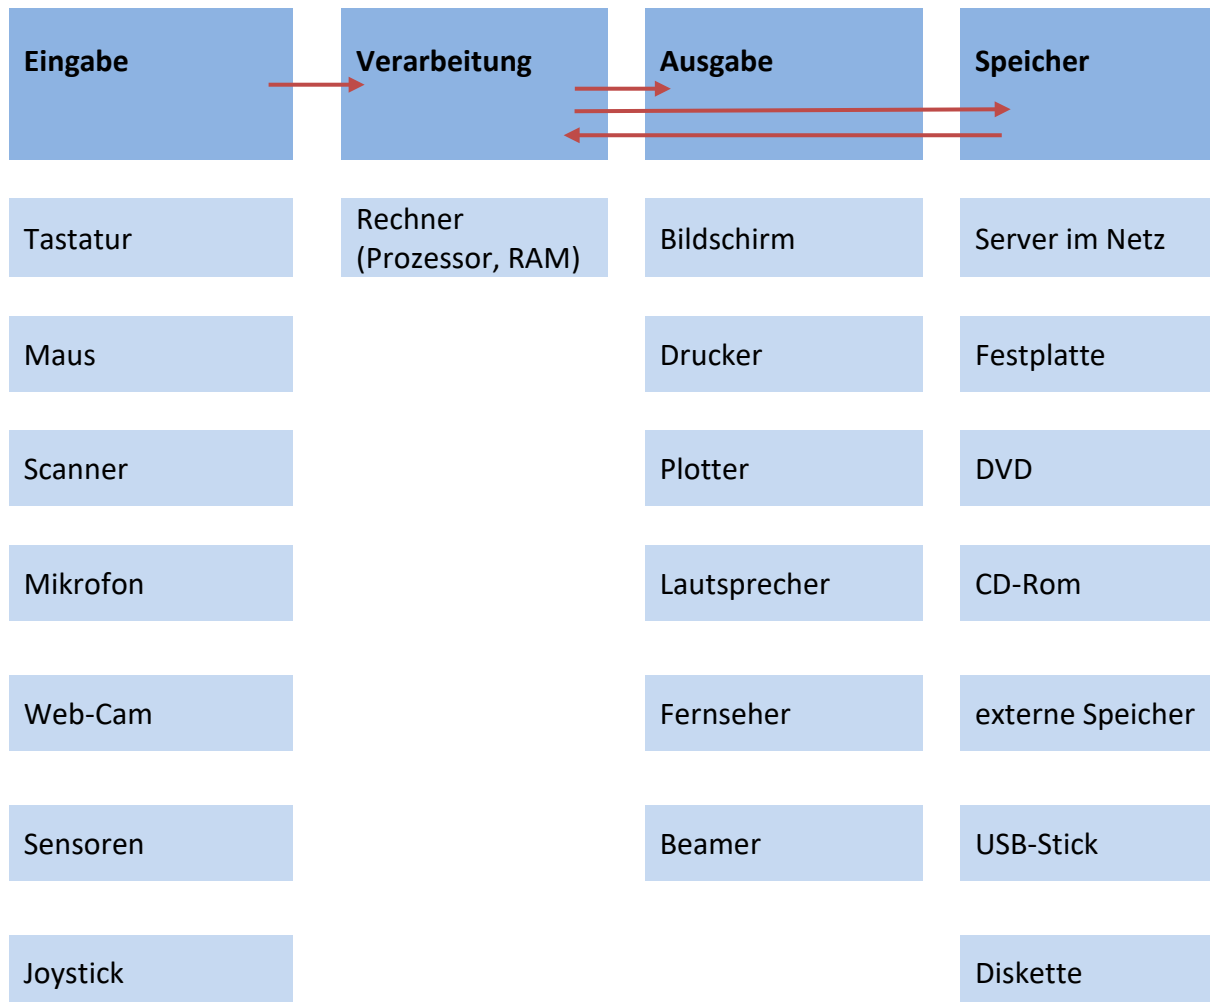 Eingabe
Verarbeitung
Ausgabe
Speicher
Tastatur
Rechner
(Prozessor, RAM)
Bildschirm
Server im Netz
Maus
Drucker
Festplatte
Scanner
Plotter
DVD
Mikrofon
Lautsprecher
CD-Rom
Web-Cam
Fernseher
externe Speicher
Sensoren
Beamer
USB-Stick
Joystick
Diskette